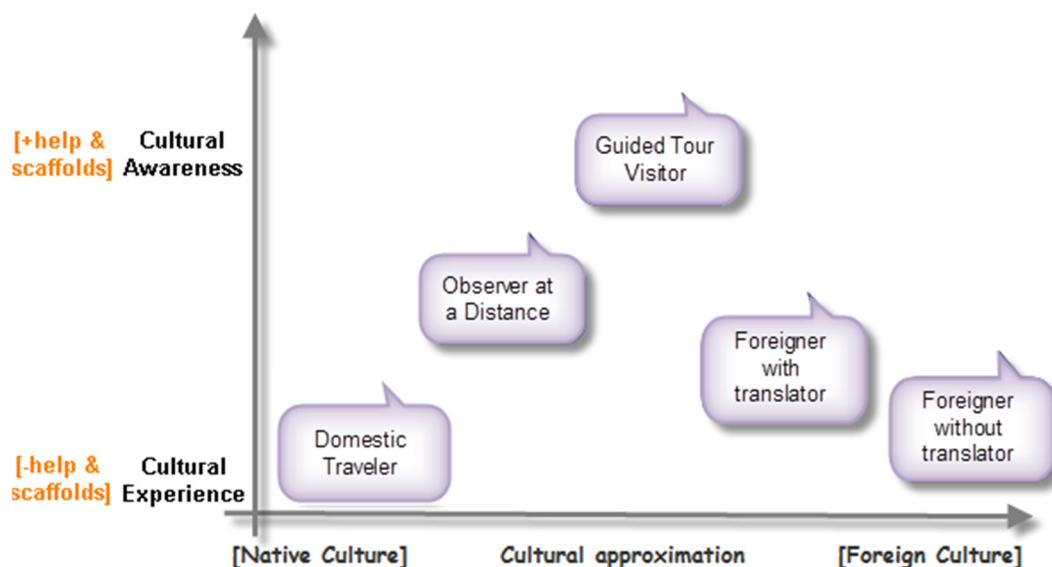 [+help &
scaffolds]
Cultural
Awareness
Guided Tour
Visitor
Observer at
a Distance
Foreigner
with
translator
Foreigner
without
translator
Domestic
Traveler
[-help &
scaffolds]
Cultural
Experience
[Native Culture]
Cultural approximation
[Foreign Culture]